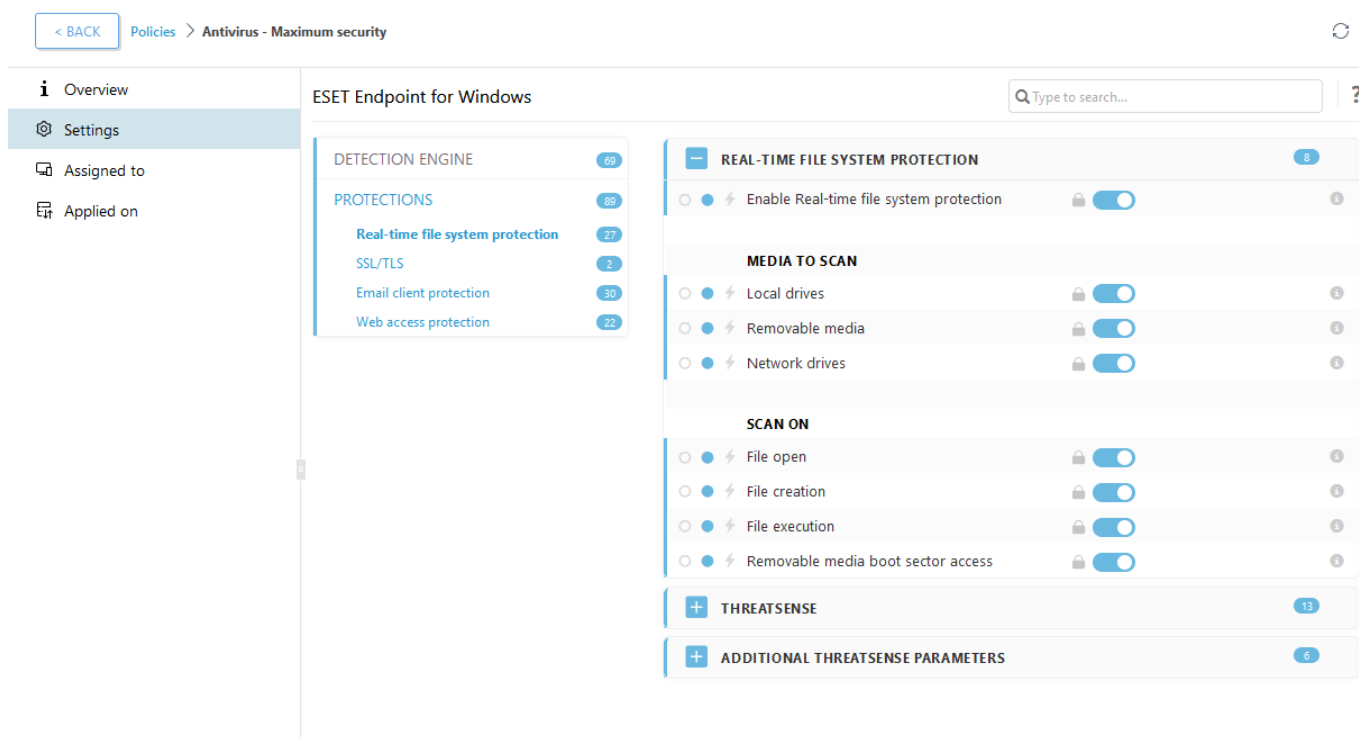 < BACK Policies > Antivirus - Maximum security
Overview
Settings
Assigned to
Applied on
ESET Endpoint for Windows
Type to search...
?
DETECTION ENGINE 69
PROTECTIONS 89
Real-time file system protection 27
SSL/TLS 2
Email client protection 30
Web access protection 22
REAL-TIME FILE SYSTEM PROTECTION 8
Enable Real-time file system protection
MEDIA TO SCAN
Local drives
Removable media
Network drives
SCAN ON
File open
File creation
File execution
Removable media boot sector access
THREATSENSE 13
ADDITIONAL THREATSENSE PARAMETERS 6